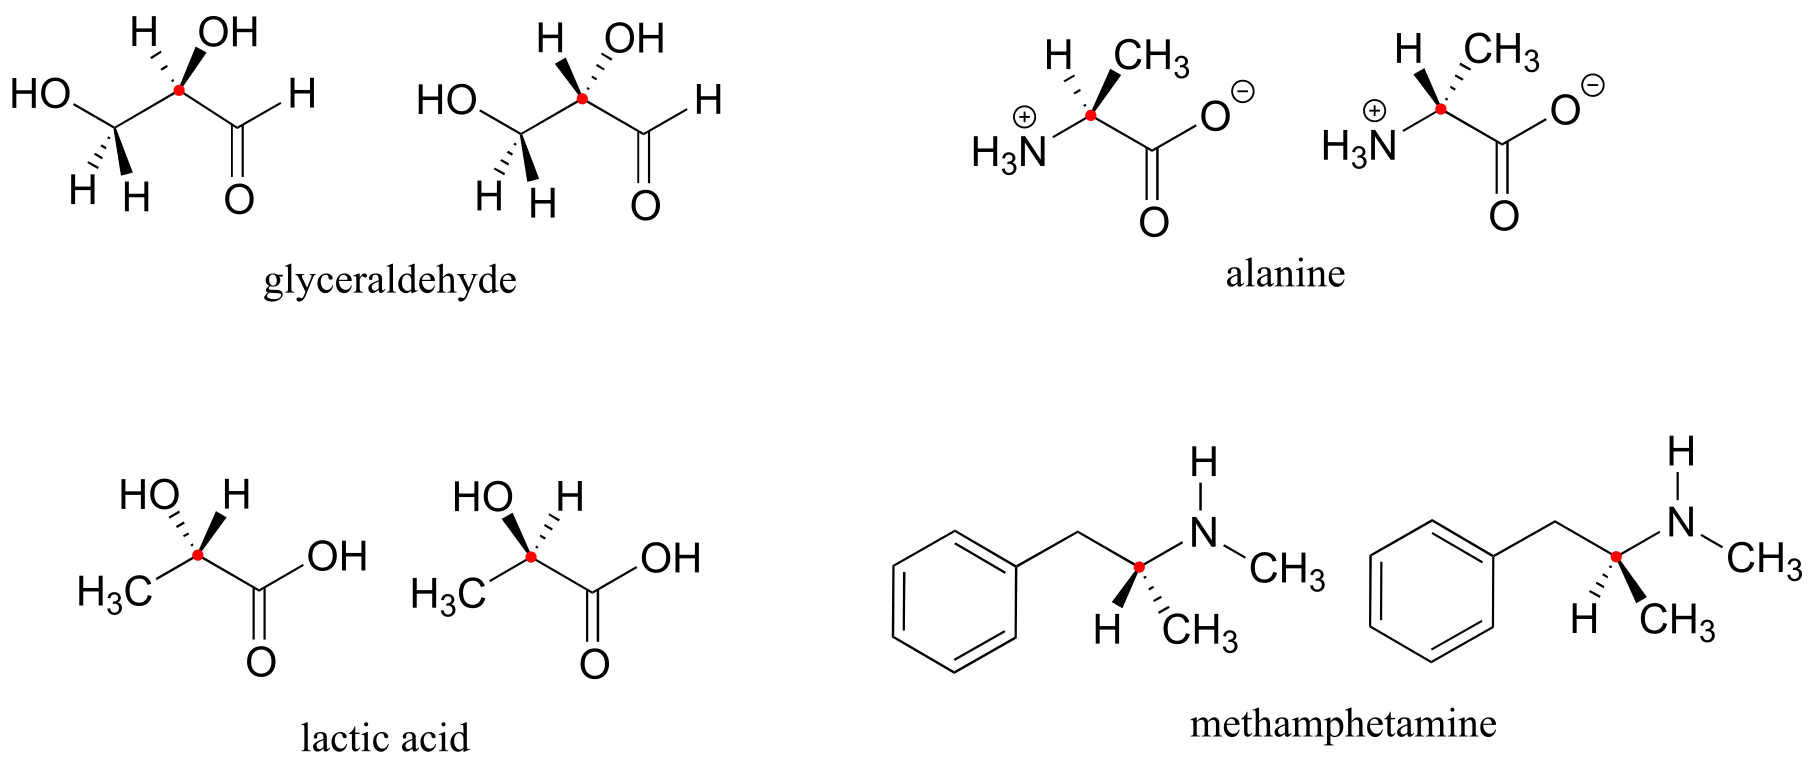 H OH H OH
HO H HO H
H H O H H O
glyceraldehyde
H CH₃ O⊖ H CH₃ O⊖
⊕ ⊕
H₃N H₃N
O O
alanine
HO H HO H
OH OH
H₃C H₃C
O O
lactic acid
H H
N N
CH₃ CH₃
H CH₃ H CH₃
methamphetamine